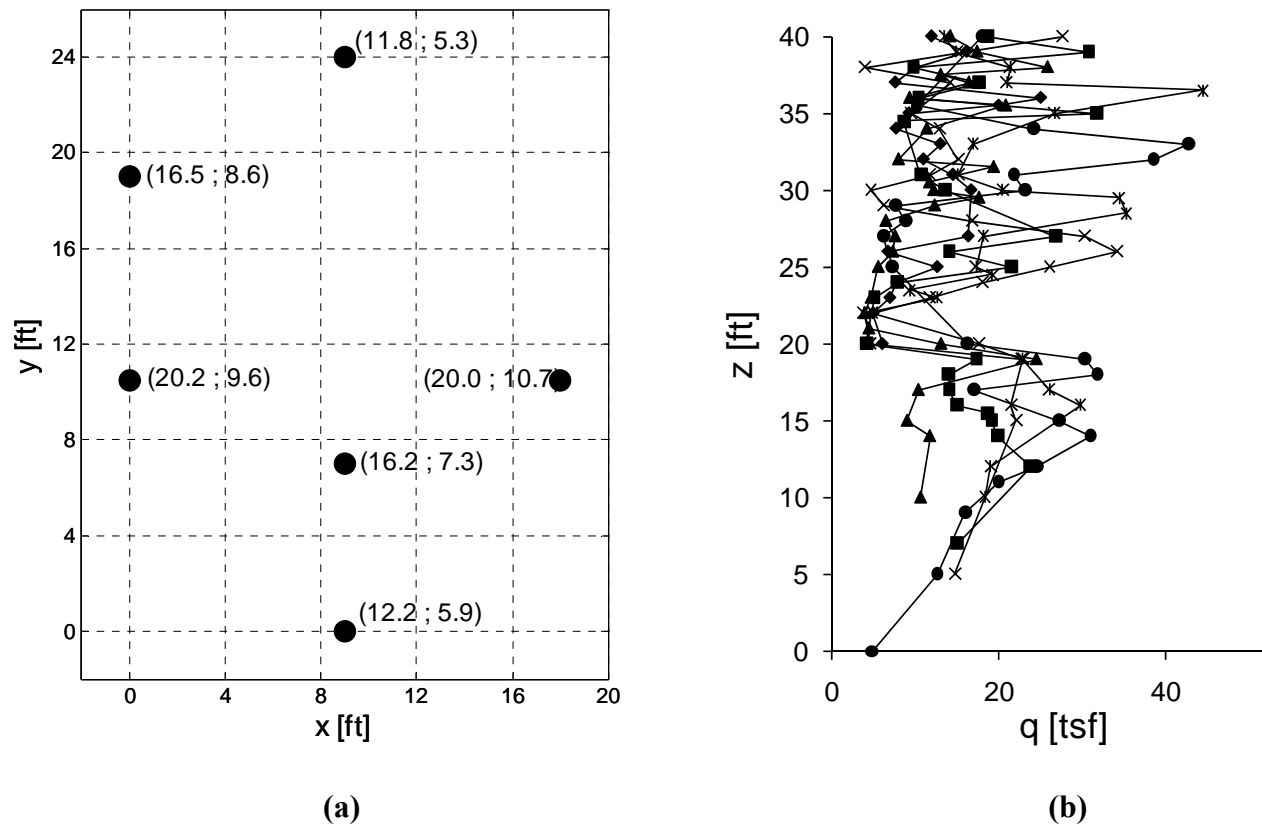 (11.8 ; 5.3)
(16.5 ; 8.6)
(20.2 ; 9.6)
(20.0 ; 10.7)
(16.2 ; 7.3)
(12.2 ; 5.9)
24
20
16
12
8
4
0
y [ft]
0 4 8 12 16 20
x [ft]
(a)
40
35
30
25
20
15
10
5
0
z [ft]
0 20 40
q [tsf]
(b)